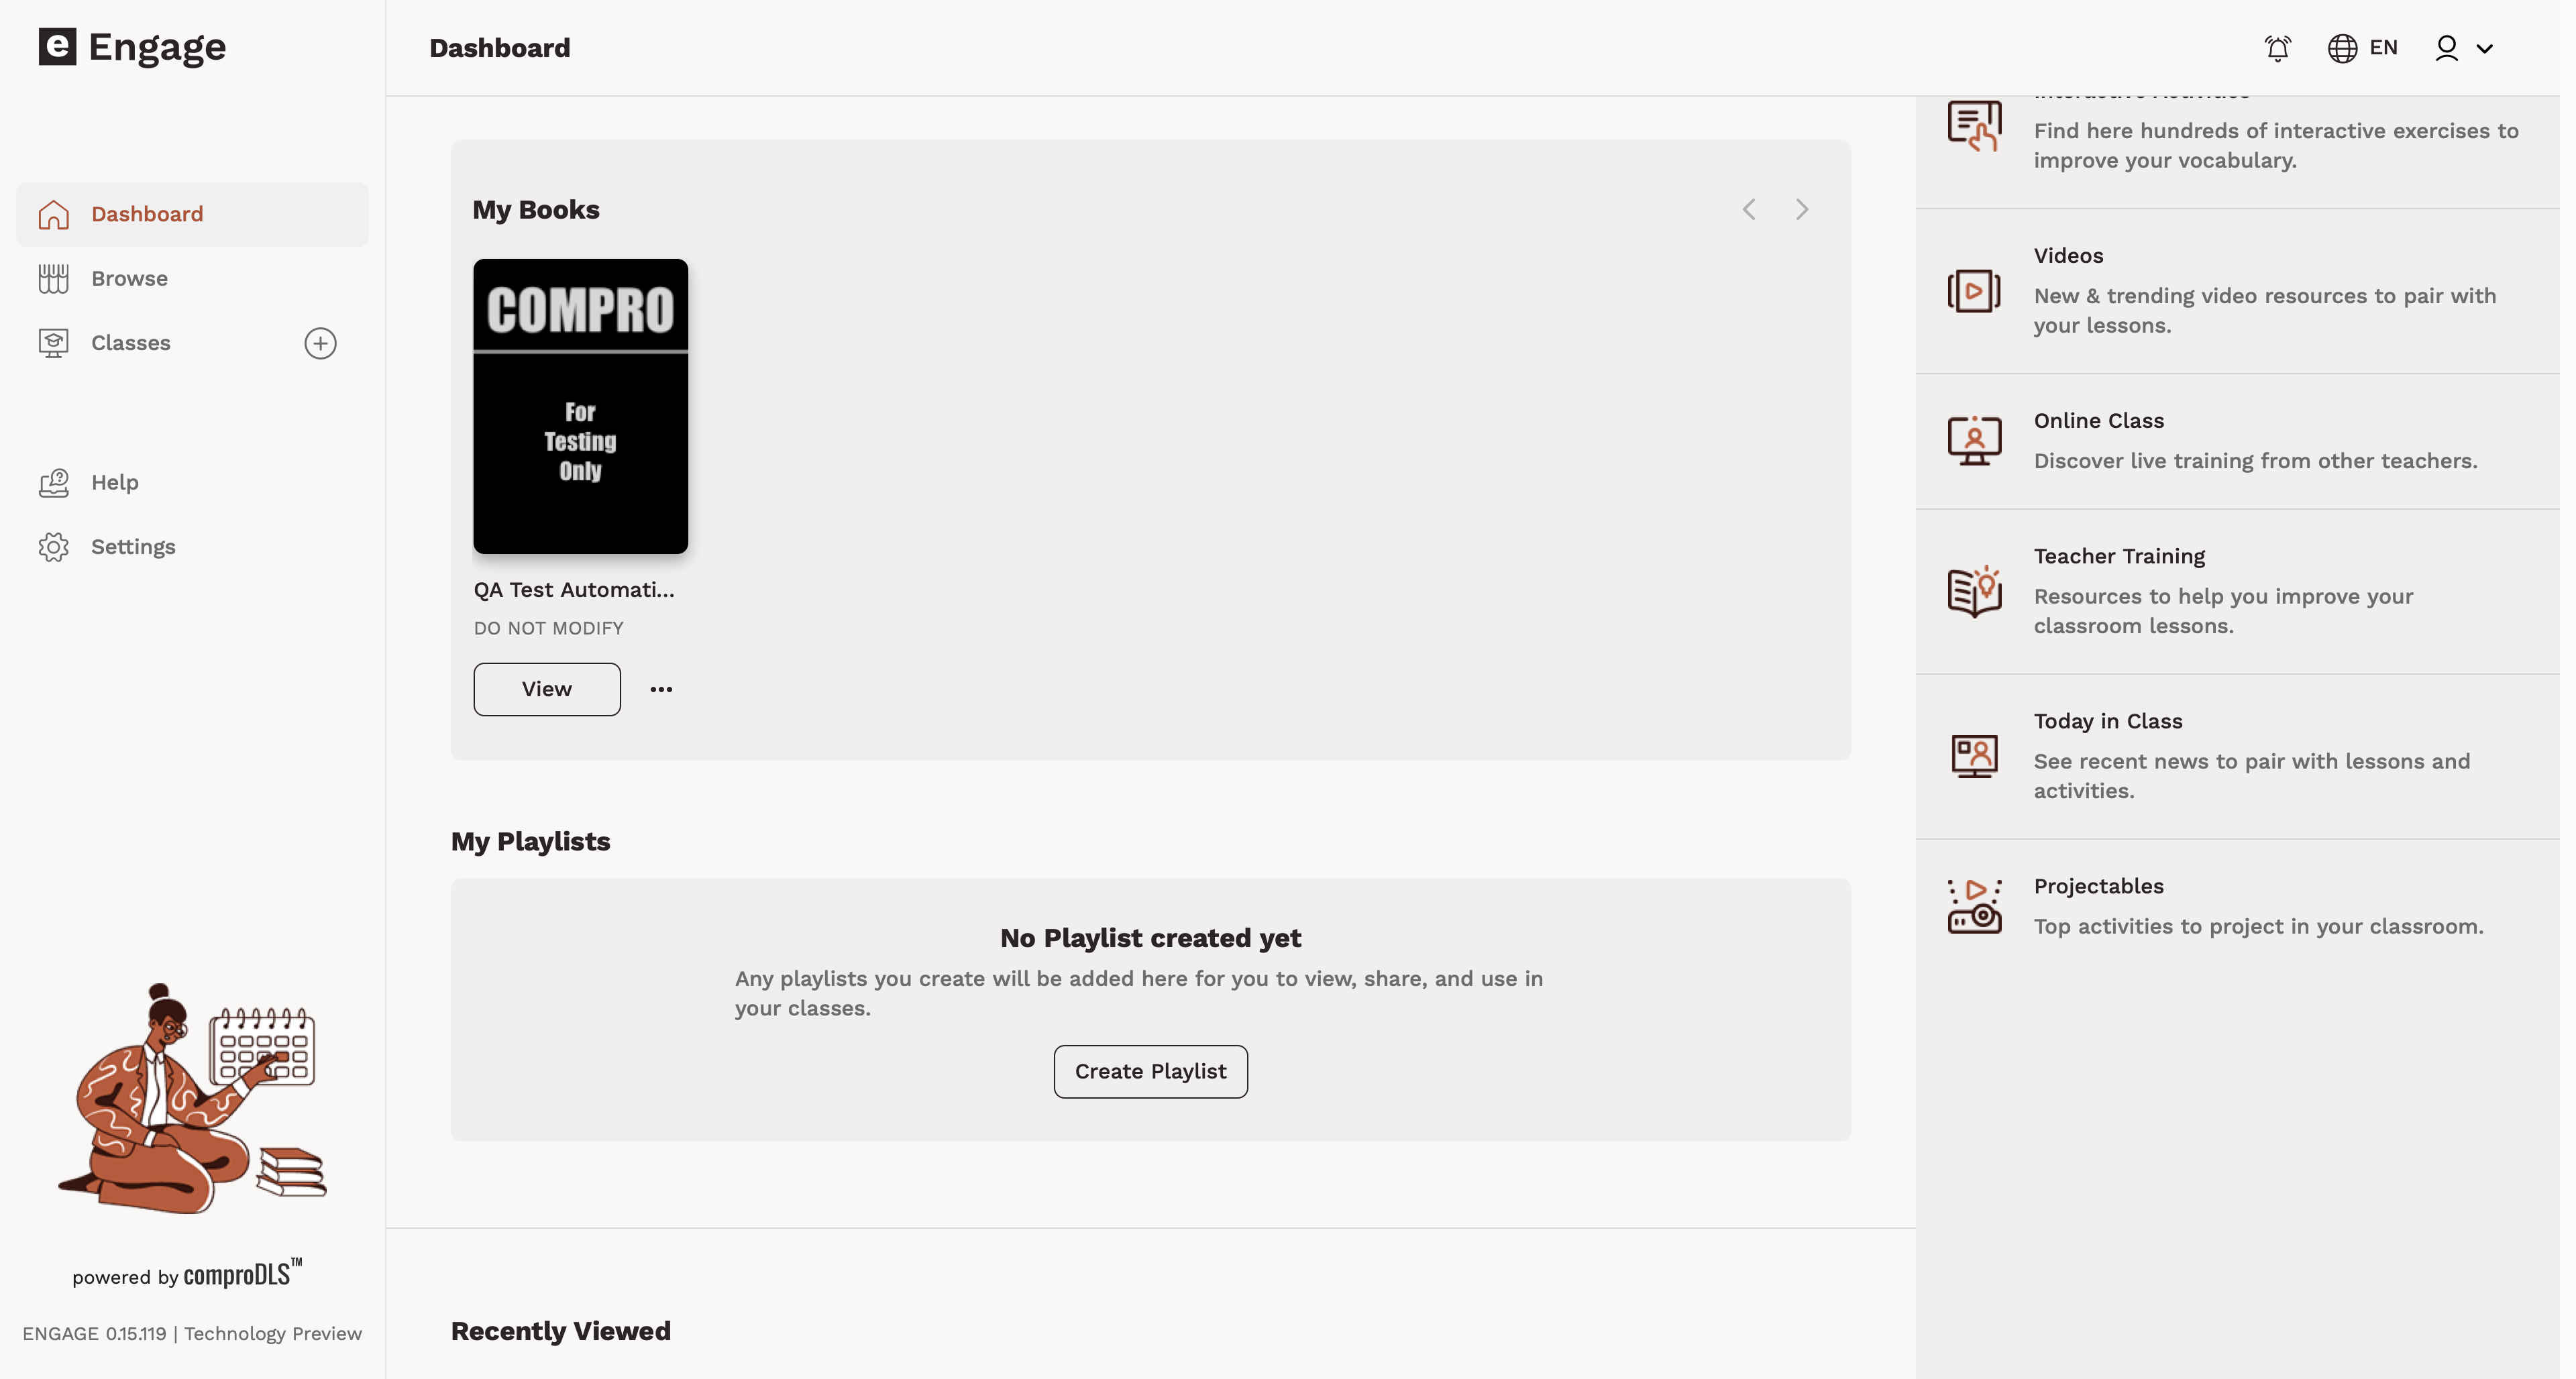 e Engage
Dashboard
EN
Dashboard
Browse
Classes
Help
Settings
powered by comproDLS™
ENGAGE 0.15.119 | Technology Preview
My Books
COMPRO
For
Testing
Only
QA Test Automati...
DO NOT MODIFY
View
My Playlists
No Playlist created yet
Any playlists you create will be added here for you to view, share, and use in
your classes.
Create Playlist
Recently Viewed
Interactive Activities
Find here hundreds of interactive exercises to
improve your vocabulary.
Videos
New & trending video resources to pair with
your lessons.
Online Class
Discover live training from other teachers.
Teacher Training
Resources to help you improve your
classroom lessons.
Today in Class
See recent news to pair with lessons and
activities.
Projectables
Top activities to project in your classroom.